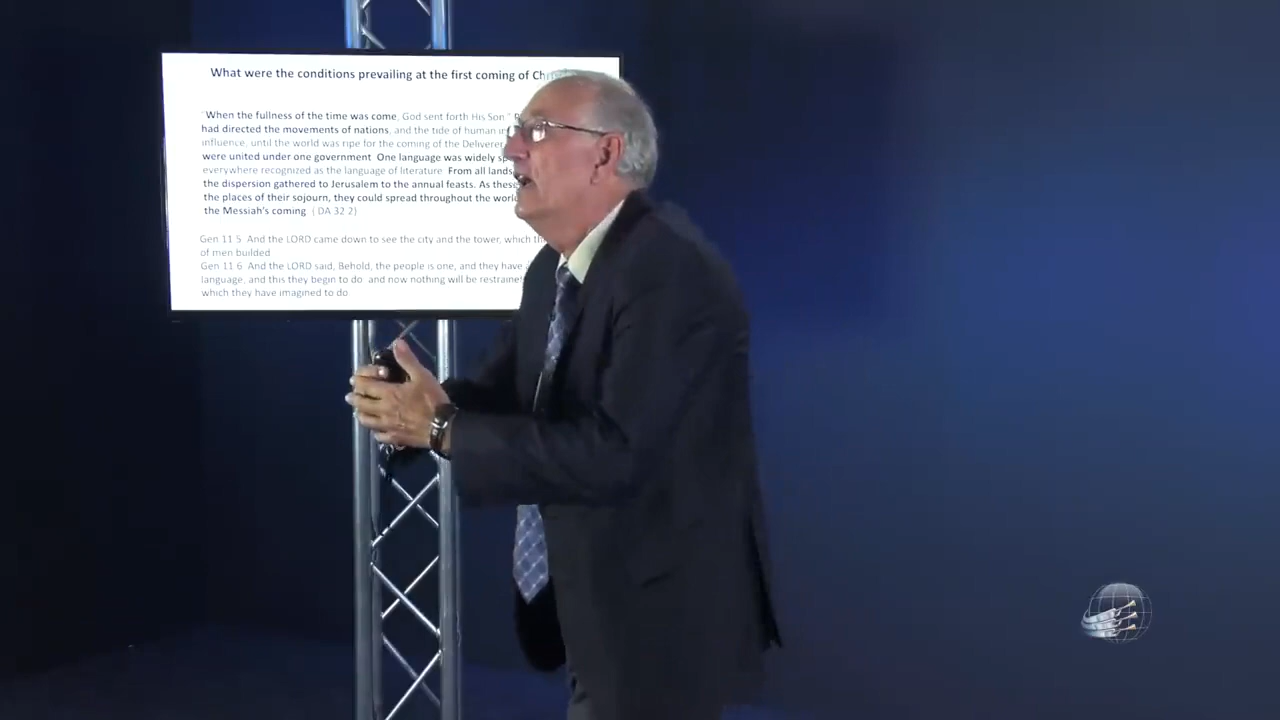 What were the conditions prevailing at the first coming of Ch
"When the fullness of the time was come, God sent forth His Son."
had directed the movements of nations, and the tide of human
influence, until the world was ripe for the coming of the Deliverer
were united under one government One language was widely
everywhere recognized as the language of literature From all lands
the dispersion gathered to Jerusalem to the annual feasts. As these
the places of their sojourn, they could spread throughout the world
the Messiah's coming (DA 32 2)
Gen 11 5 And the LORD came down to see the city and the tower, which
of men builded
Gen 11 6 And the LORD said, Behold, the people is one, and they have
language, and this they begin to do and now nothing will be
which they have imagined to do